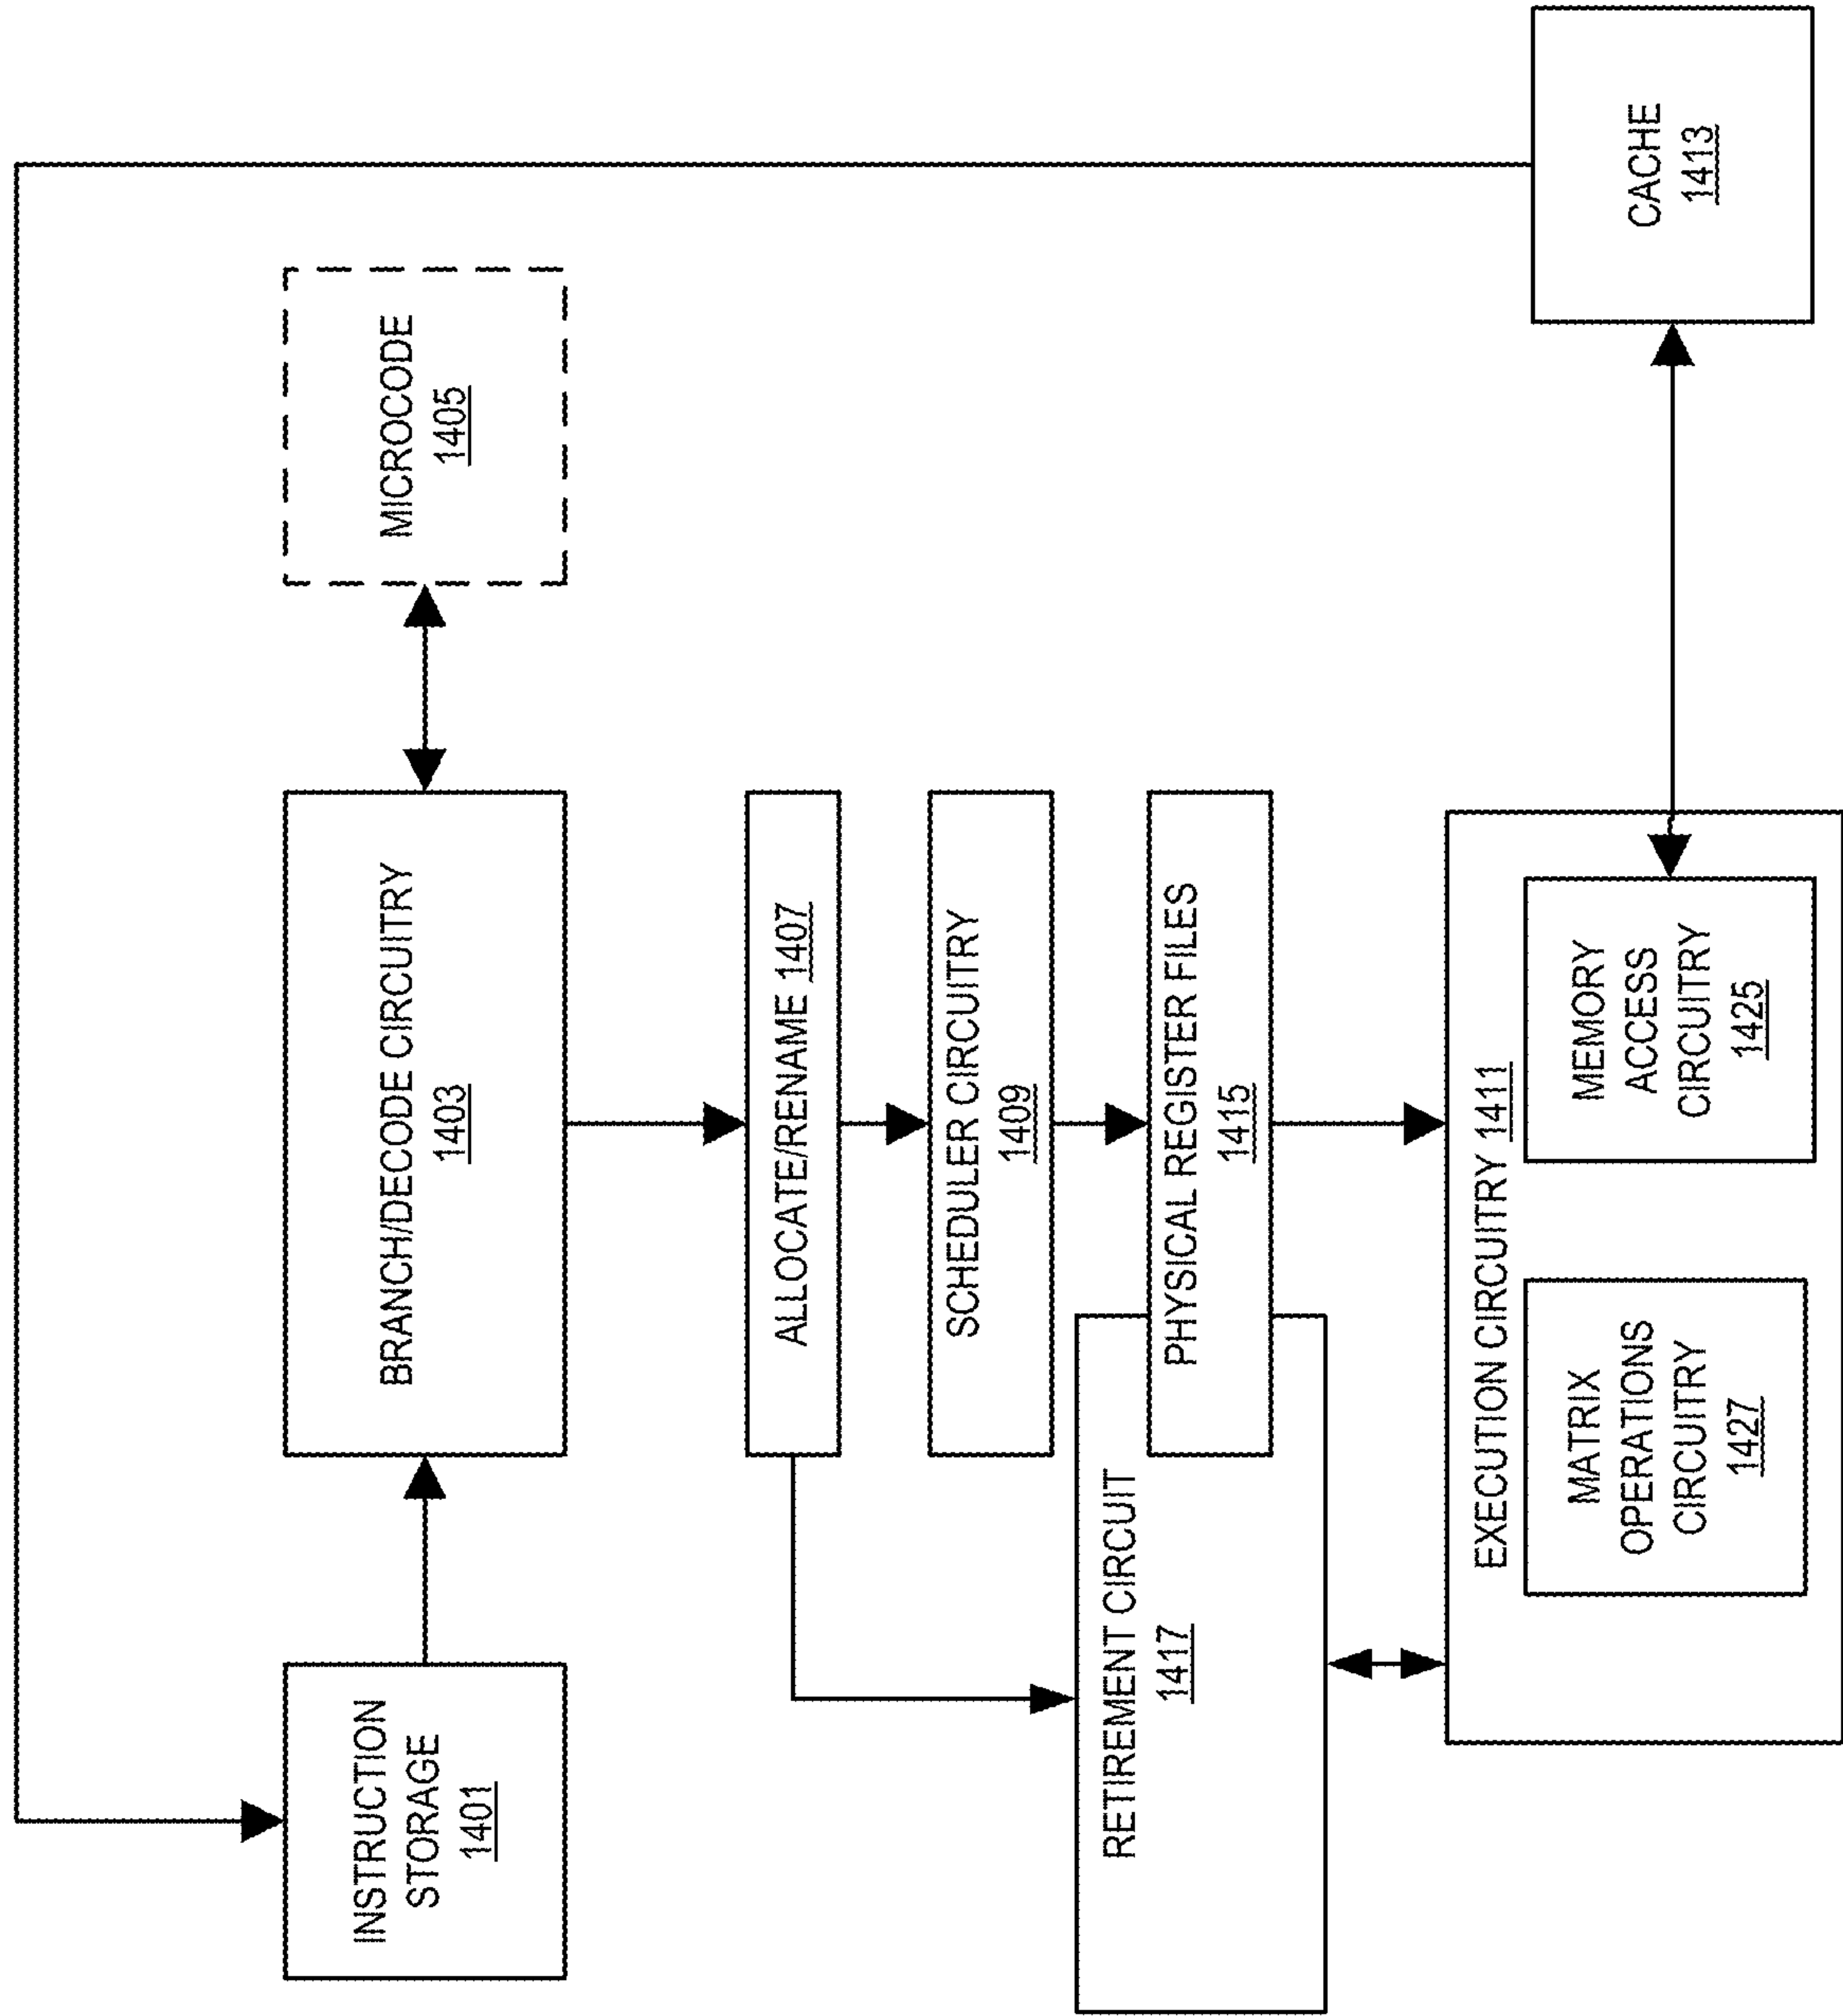 INSTRUCTION
STORAGE
1401
BRANCH/DECODE CIRCUITRY
1403
MICROCODE
1405
ALLOCATE/RENAME 1407
SCHEDULER CIRCUITRY
1409
RETIREMENT CIRCUIT
1417
PHYSICAL REGISTER FILES
1415
EXECUTION CIRCUITRY 1411
MATRIX
OPERATIONS
CIRCUITRY
1427
MEMORY
ACCESS
CIRCUITRY
1425
CACHE
1413